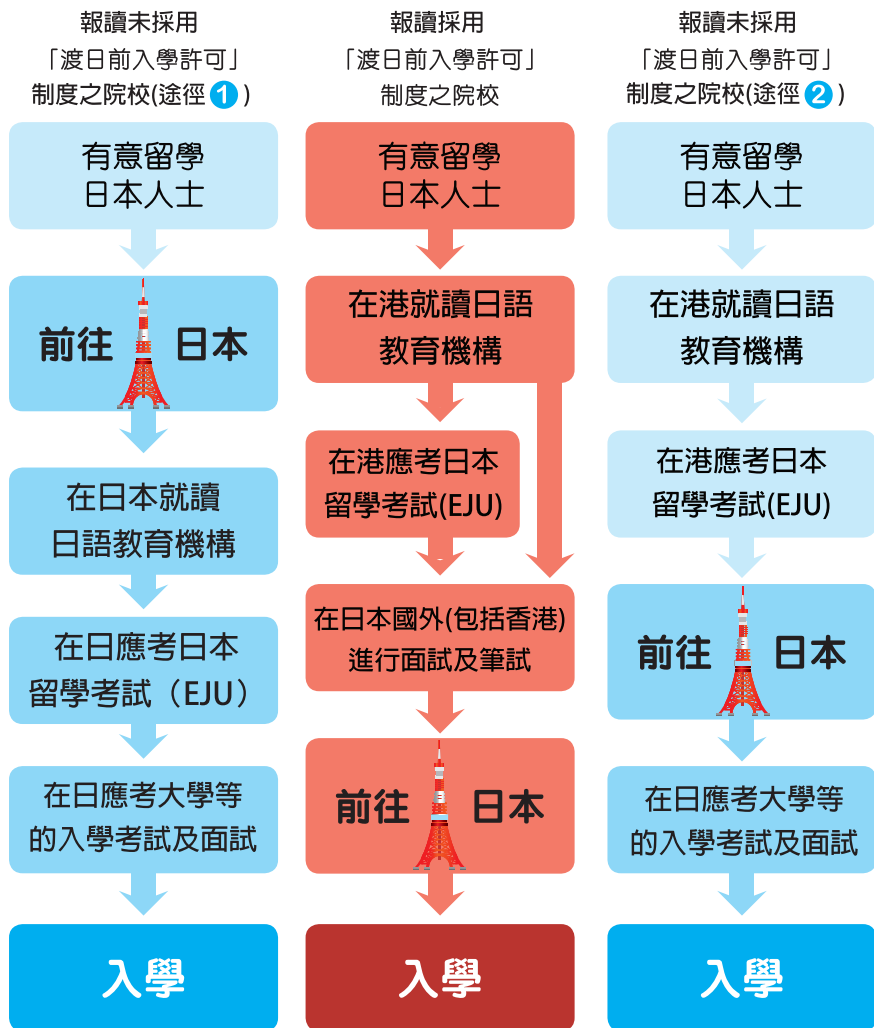 報讀未採用
「渡日前入學許可」
制度之院校(途徑1)
有意留學
日本人士
前往 日本
在日本就讀
日語教育機構
在日應考日本
留學考試（EJU）
在日應考大學等
的入學考試及面試
入學
報讀採用
「渡日前入學許可」
制度之院校
有意留學
日本人士
在港就讀日語
教育機構
在港應考日本
留學考試(EJU)
在日本國外(包括香港)
進行面試及筆試
前往 日本
入學
報讀未採用
「渡日前入學許可」
制度之院校(途徑2)
有意留學
日本人士
在港就讀日語
教育機構
在港應考日本
留學考試(EJU)
前往 日本
在日應考大學等
的入學考試及面試
入學